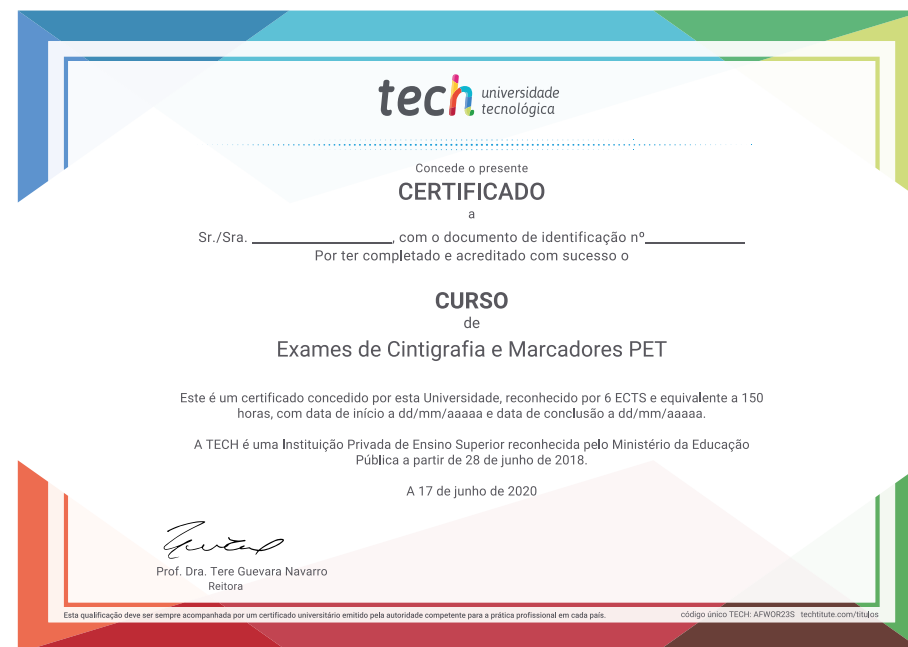 tech universidade
tecnológica
Concede o presente
CERTIFICADO
a
Sr./Sra. ____________________, com o documento de identificação nº______________
Por ter completado e acreditado com sucesso o
CURSO
de
Exames de Cintigrafia e Marcadores PET
Este é um certificado concedido por esta Universidade, reconhecido por 6 ECTS e equivalente a 150
horas, com data de início a dd/mm/aaaaa e data de conclusão a dd/mm/aaaaa.
A TECH é uma Instituição Privada de Ensino Superior reconhecida pelo Ministério da Educação
Pública a partir de 28 de junho de 2018.
A 17 de junho de 2020
Prof. Dra. Tere Guevara Navarro
Reitora
Esta qualificação deve ser sempre acompanhada por um certificado universitário emitido pela autoridade competente para a prática profissional em cada país.
código único TECH: AFWOR23S techtitute.com/titulos